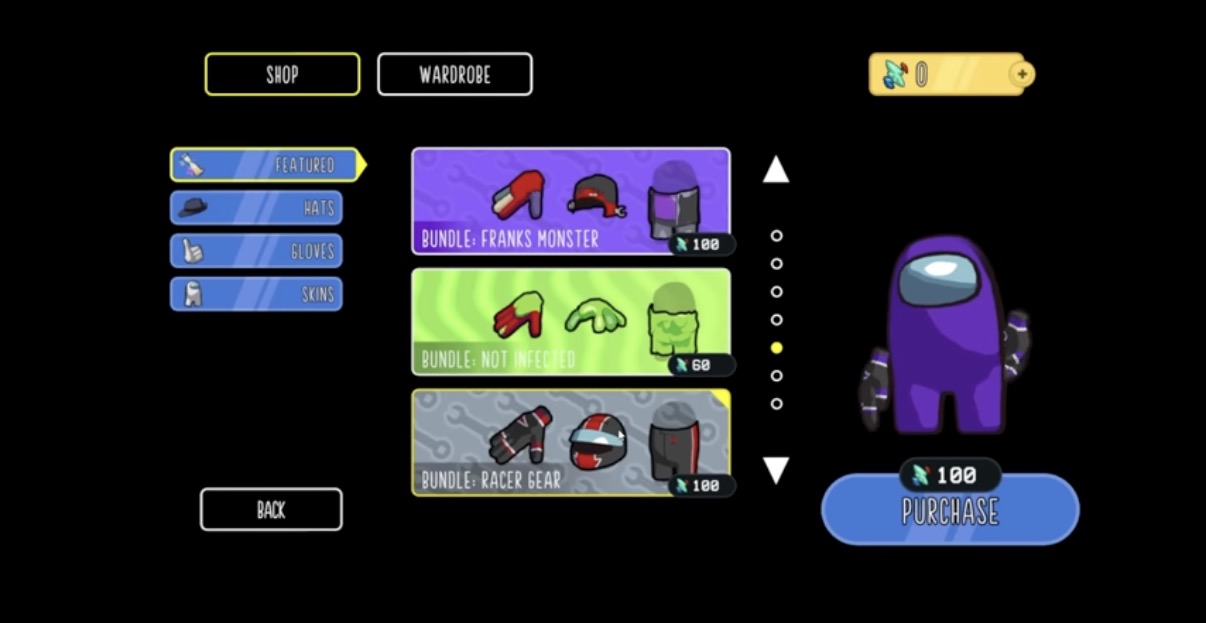 SHOP
WARDROBE
0
+
FEATURED
HATS
GLOVES
SKINS
BUNDLE: FRANKS MONSTER
100
BUNDLE: NOT INFECTED
60
BUNDLE: RACER GEAR
100
BACK
100
PURCHASE